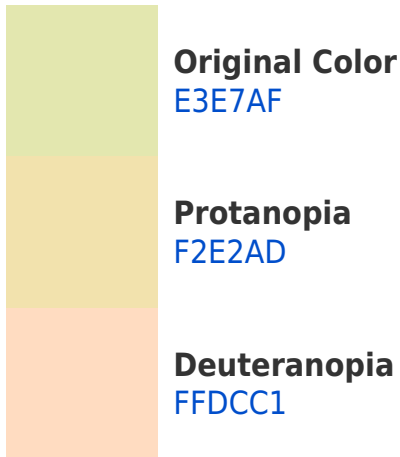 Original Color
E3E7AF
Protanopia
F2E2AD
Deuteranopia
FFDCC1